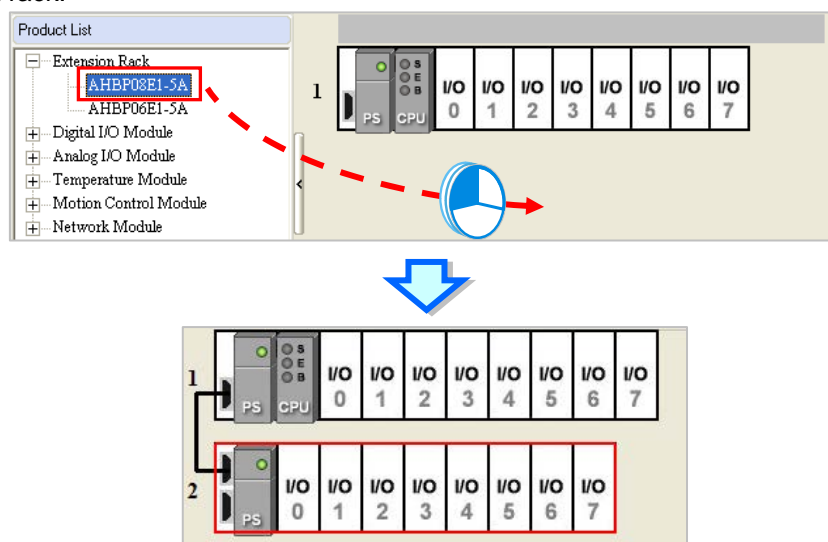 Product List
Extension Rack
AHBP08E1-5A
AHBP06E1-5A
Digital I/O Module
Analog I/O Module
Temperature Module
Motion Control Module
Network Module
1
PS
CPU
S
E
B
I/O I/O I/O I/O I/O I/O I/O I/O
0 1 2 3 4 5 6 7
1
PS
CPU
S
E
B
I/O I/O I/O I/O I/O I/O I/O I/O
0 1 2 3 4 5 6 7
2
PS
I/O I/O I/O I/O I/O I/O I/O I/O
0 1 2 3 4 5 6 7